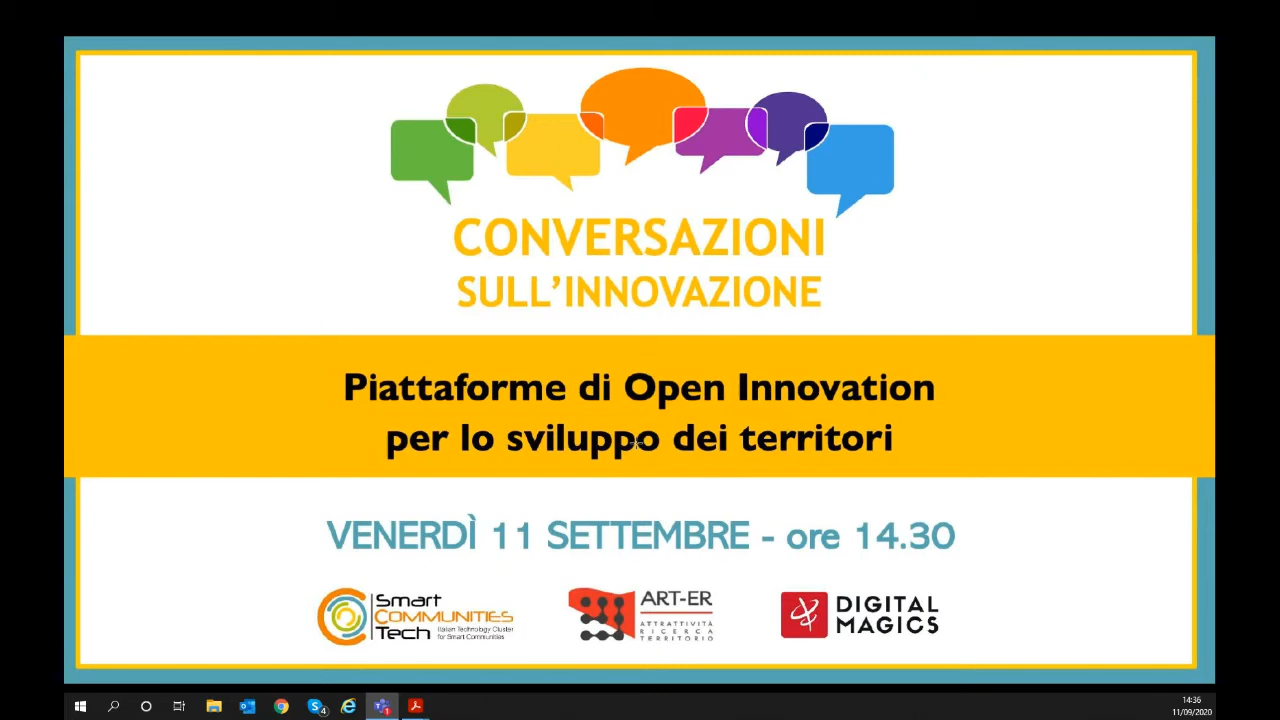 CONVERSAZIONI
SULL'INNOVAZIONE
Piattaforme di Open Innovation
per lo sviluppo dei territori
VENERDÌ 11 SETTEMBRE - ore 14.30
Smart
COMMUNITIES
Tech
Italian Technology Cluster
for Smart Communities
ART-ER
ATTRATTIVITÀ
RICERCA
TERRITORIO
DIGITAL
MAGICS
4
1
14:36
11/09/2020